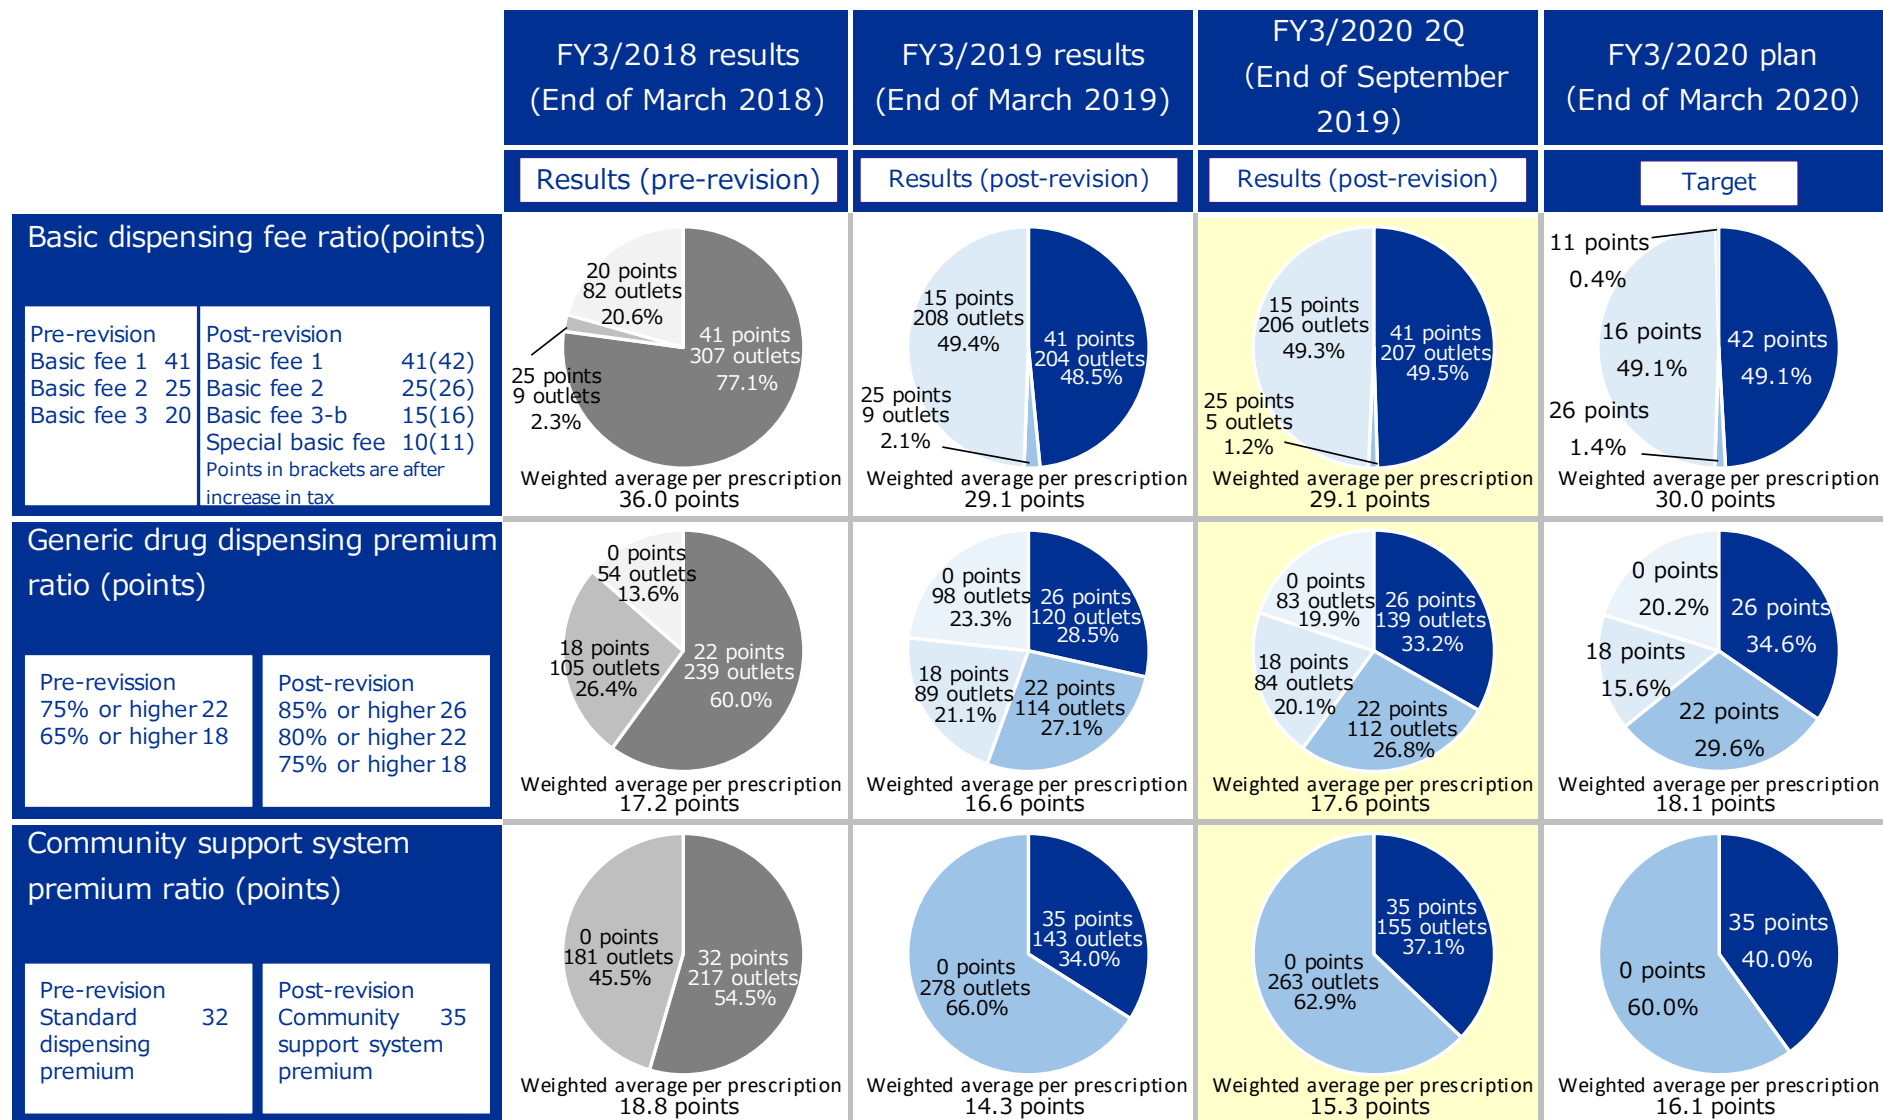 FY3/2018 results
(End of March 2018)
FY3/2019 results
(End of March 2019)
FY3/2020 2Q
(End of September
2019)
FY3/2020 plan
(End of March 2020)
Results (pre-revision)
Results (post-revision)
Results (post-revision)
Target
Basic dispensing fee ratio(points)
Pre-revision
Basic fee 1 41
Basic fee 2 25
Basic fee 3 20
Post-revision
Basic fee 1 41(42)
Basic fee 2 25(26)
Basic fee 3-b 15(16)
Special basic fee 10(11)
Points in brackets are after
increase in tax
20 points
82 outlets
20.6%
41 points
307 outlets
77.1%
25 points
9 outlets
2.3%
Weighted average per prescription
36.0 points
15 points
208 outlets
49.4%
41 points
204 outlets
48.5%
25 points
9 outlets
2.1%
Weighted average per prescription
29.1 points
15 points
206 outlets
49.3%
41 points
207 outlets
49.5%
25 points
5 outlets
1.2%
Weighted average per prescription
29.1 points
11 points
0.4%
16 points
49.1%
42 points
49.1%
26 points
1.4%
Weighted average per prescription
30.0 points
Generic drug dispensing premium
ratio (points)
Pre-revission
75% or higher 22
65% or higher 18
Post-revision
85% or higher 26
80% or higher 22
75% or higher 18
0 points
54 outlets
13.6%
18 points
105 outlets
26.4%
22 points
239 outlets
60.0%
Weighted average per prescription
17.2 points
0 points
98 outlets
23.3%
26 points
120 outlets
28.5%
18 points
89 outlets
21.1%
22 points
114 outlets
27.1%
Weighted average per prescription
16.6 points
0 points
83 outlets
19.9%
26 points
139 outlets
33.2%
18 points
84 outlets
20.1%
22 points
112 outlets
26.8%
Weighted average per prescription
17.6 points
0 points
20.2%
26 points
34.6%
18 points
15.6%
22 points
29.6%
Weighted average per prescription
18.1 points
Community support system
premium ratio (points)
Pre-revision
Standard 32
dispensing
premium
Post-revision
Community 35
support system
premium
0 points
181 outlets
45.5%
32 points
217 outlets
54.5%
Weighted average per prescription
18.8 points
35 points
143 outlets
34.0%
0 points
278 outlets
66.0%
Weighted average per prescription
14.3 points
35 points
155 outlets
37.1%
0 points
263 outlets
62.9%
Weighted average per prescription
15.3 points
35 points
40.0%
0 points
60.0%
Weighted average per prescription
16.1 points